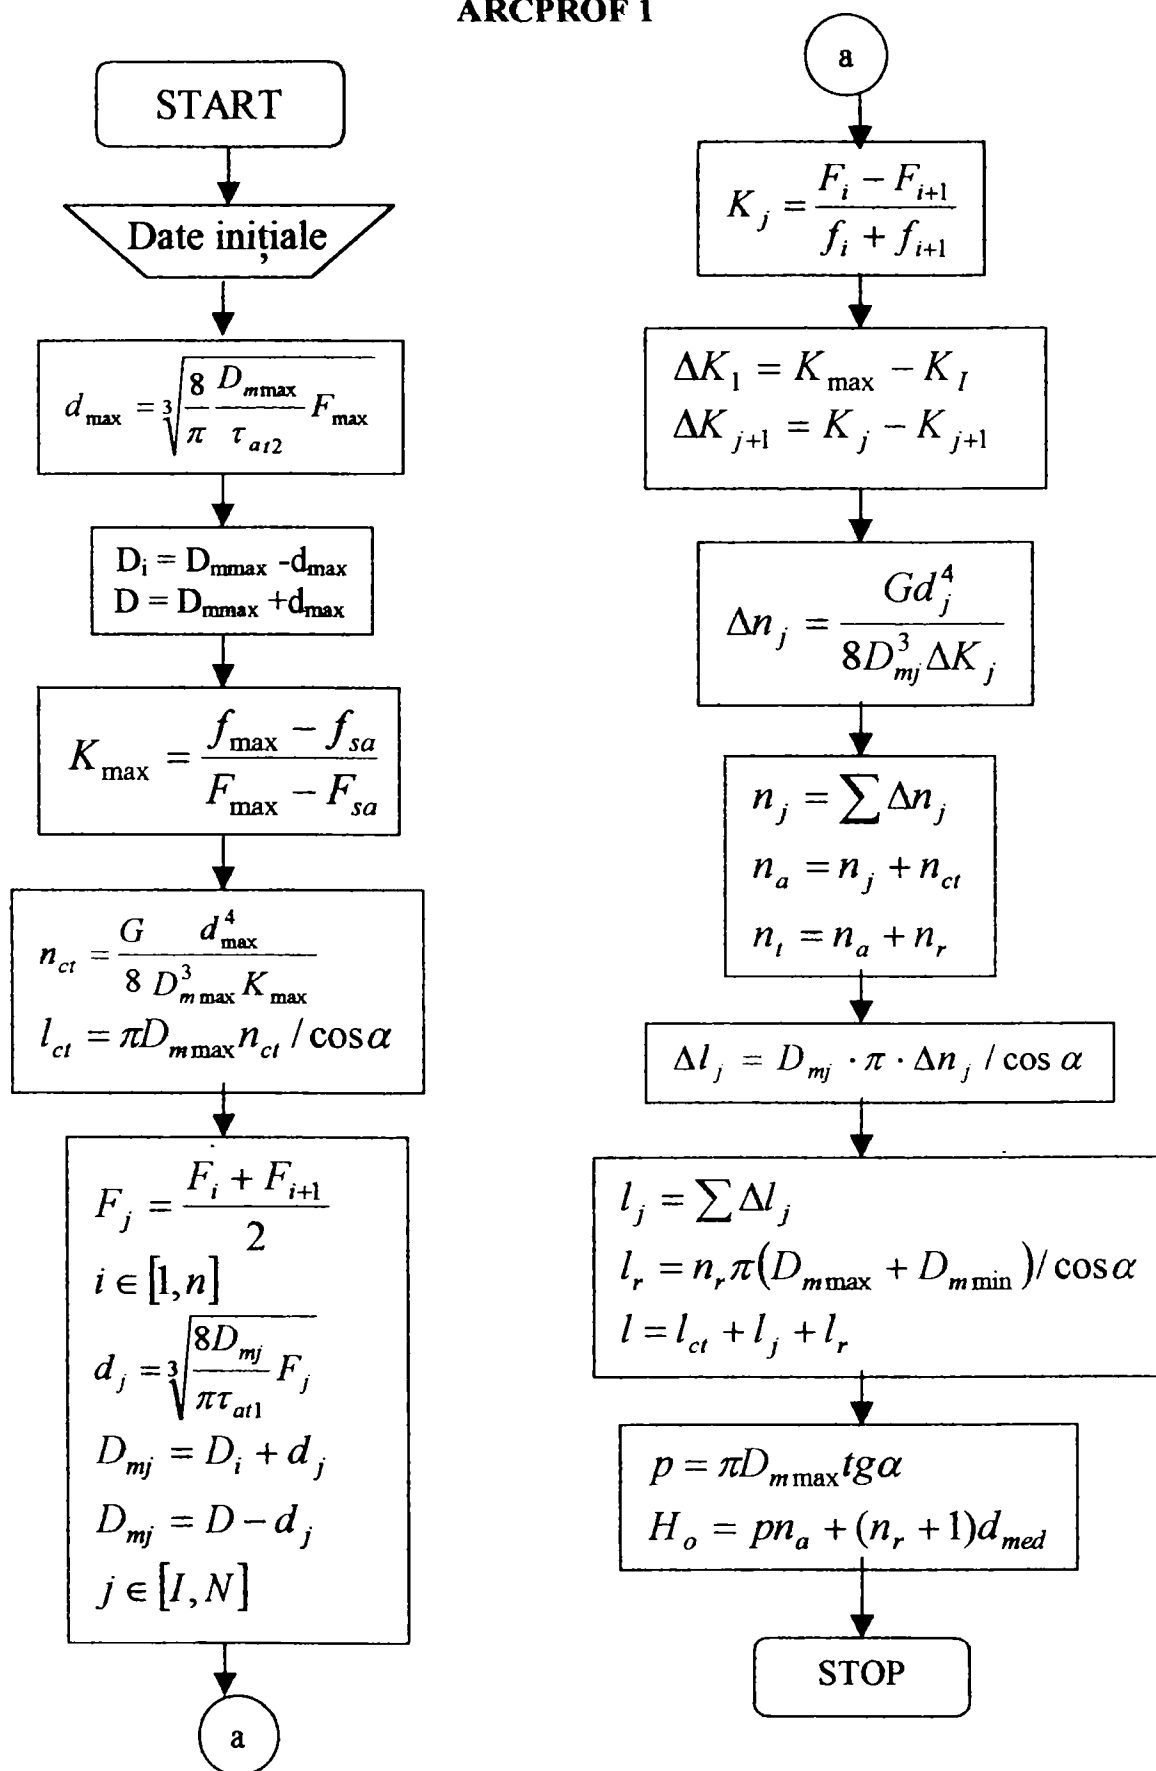 ARCPROF 1
START
Date inițiale
d_max = ∛(8/π · D_mmax/τ_at2 · F_max)
D_i = D_mmax -d_max
D = D_mmax +d_max
K_max = (f_max − f_sa)/(F_max − F_sa)
n_ct = G/8 · d_max^4/(D_mmax^3 K_max)
l_ct = πD_mmax n_ct / cos α
F_j = (F_i + F_i+1)/2
i ∈ [1, n]
d_j = ∛(8D_mj/(πτ_at1) · F_j)
D_mj = D_i + d_j
D_mj = D − d_j
j ∈ [I, N]
a
a
K_j = (F_i − F_i+1)/(f_i + f_i+1)
ΔK_1 = K_max − K_I
ΔK_j+1 = K_j − K_j+1
Δn_j = Gd_j^4/(8D_mj^3 ΔK_j)
n_j = ∑ Δn_j
n_a = n_j + n_ct
n_t = n_a + n_r
Δl_j = D_mj · π · Δn_j / cos α
l_j = ∑ Δl_j
l_r = n_r π(D_mmax + D_mmin)/ cos α
l = l_ct + l_j + l_r
p = πD_mmax tgα
H_o = pn_a + (n_r + 1)d_med
STOP